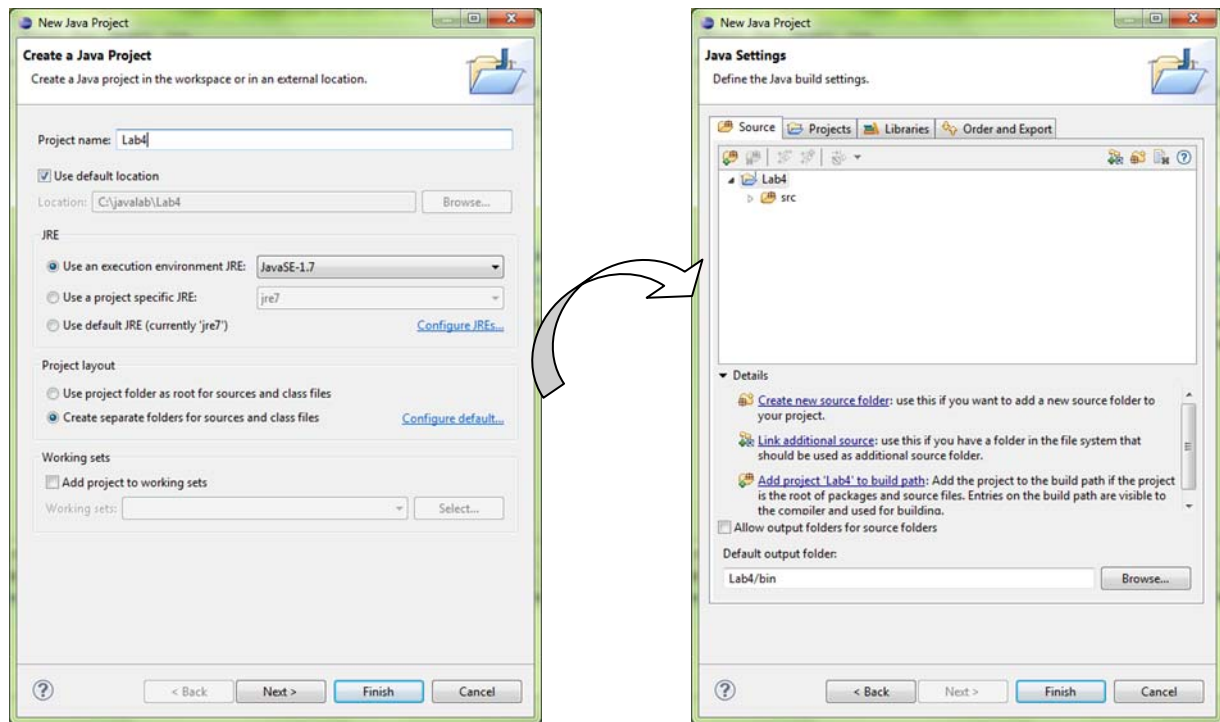 New Java Project
Create a Java Project
Create a Java project in the workspace or in an external location.
Project name: Lab4
Use default location
Location: C:\javalab\Lab4 Browse...
JRE
Use an execution environment JRE: JavaSE-1.7
Use a project specific JRE: jre7
Use default JRE (currently 'jre7') Configure JREs...
Project layout
Use project folder as root for sources and class files
Create separate folders for sources and class files Configure default...
Working sets
Add project to working sets
Working sets: Select...
? < Back Next > Finish Cancel
New Java Project
Java Settings
Define the Java build settings.
Source Projects Libraries Order and Export
?
Lab4
src
Details
Create new source folder: use this if you want to add a new source folder to
your project.
Link additional source: use this if you have a folder in the file system that
should be used as additional source folder.
Add project 'Lab4' to build path: Add the project to the build path if the project
is the root of packages and source files. Entries on the build path are visible to
the compiler and used for building.
Allow output folders for source folders
Default output folder:
Lab4/bin Browse...
? < Back Next > Finish Cancel